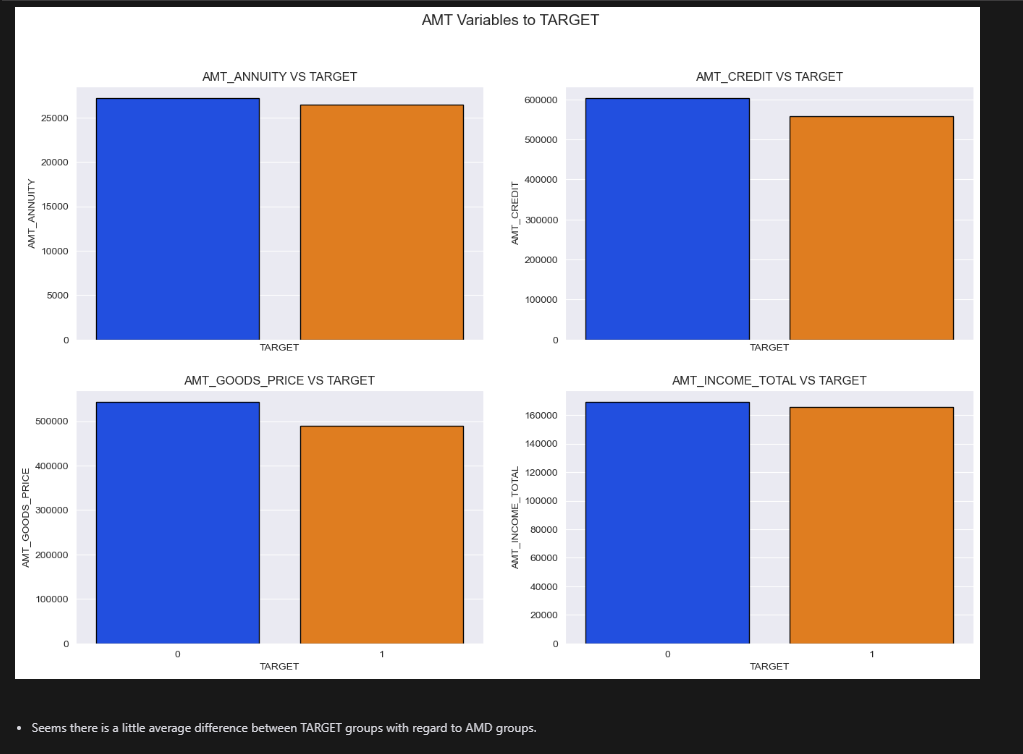 AMT Variables to TARGET
AMT_ANNUITY VS TARGET
AMT_ANNUITY
25000
20000
15000
10000
5000
0
TARGET
AMT_CREDIT VS TARGET
AMT_CREDIT
600000
500000
400000
300000
200000
100000
0
TARGET
AMT_GOODS_PRICE VS TARGET
AMT_GOODS_PRICE
500000
400000
300000
200000
100000
0
0 1
TARGET
AMT_INCOME_TOTAL VS TARGET
AMT_INCOME_TOTAL
160000
140000
120000
100000
80000
60000
40000
20000
0
0 1
TARGET
• Seems there is a little average difference between TARGET groups with regard to AMD groups.